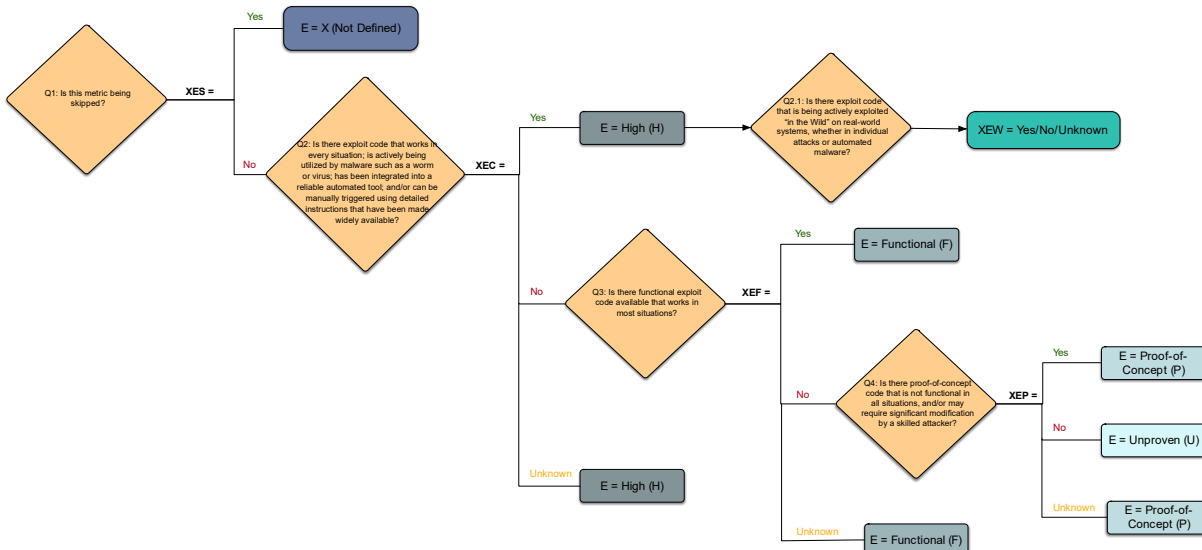 Yes
E = X (Not Defined)
Q1: Is this metric being
skipped?
XES =
No
Q2: Is there exploit code that works in
every situation; is actively being
utilized by malware such as a worm
or virus; has been integrated into a
reliable automated tool; and/or can be
manually triggered using detailed
instructions that have been made
widely available?
XEC =
Yes
E = High (H)
Q2.1: Is there exploit code
that is being actively exploited
“in the Wild” on real-world
systems, whether in individual
attacks or automated
malware?
XEW = Yes/No/Unknown
No
Q3: Is there functional exploit
code available that works in
most situations?
XEF =
Yes
E = Functional (F)
No
Q4: Is there proof-of-concept
code that is not functional in
all situations, and/or may
require significant modification
by a skilled attacker?
XEP =
Yes
E = Proof-of-
Concept (P)
No
E = Unproven (U)
Unknown
E = Proof-of-
Concept (P)
Unknown
E = High (H)
Unknown
E = Functional (F)